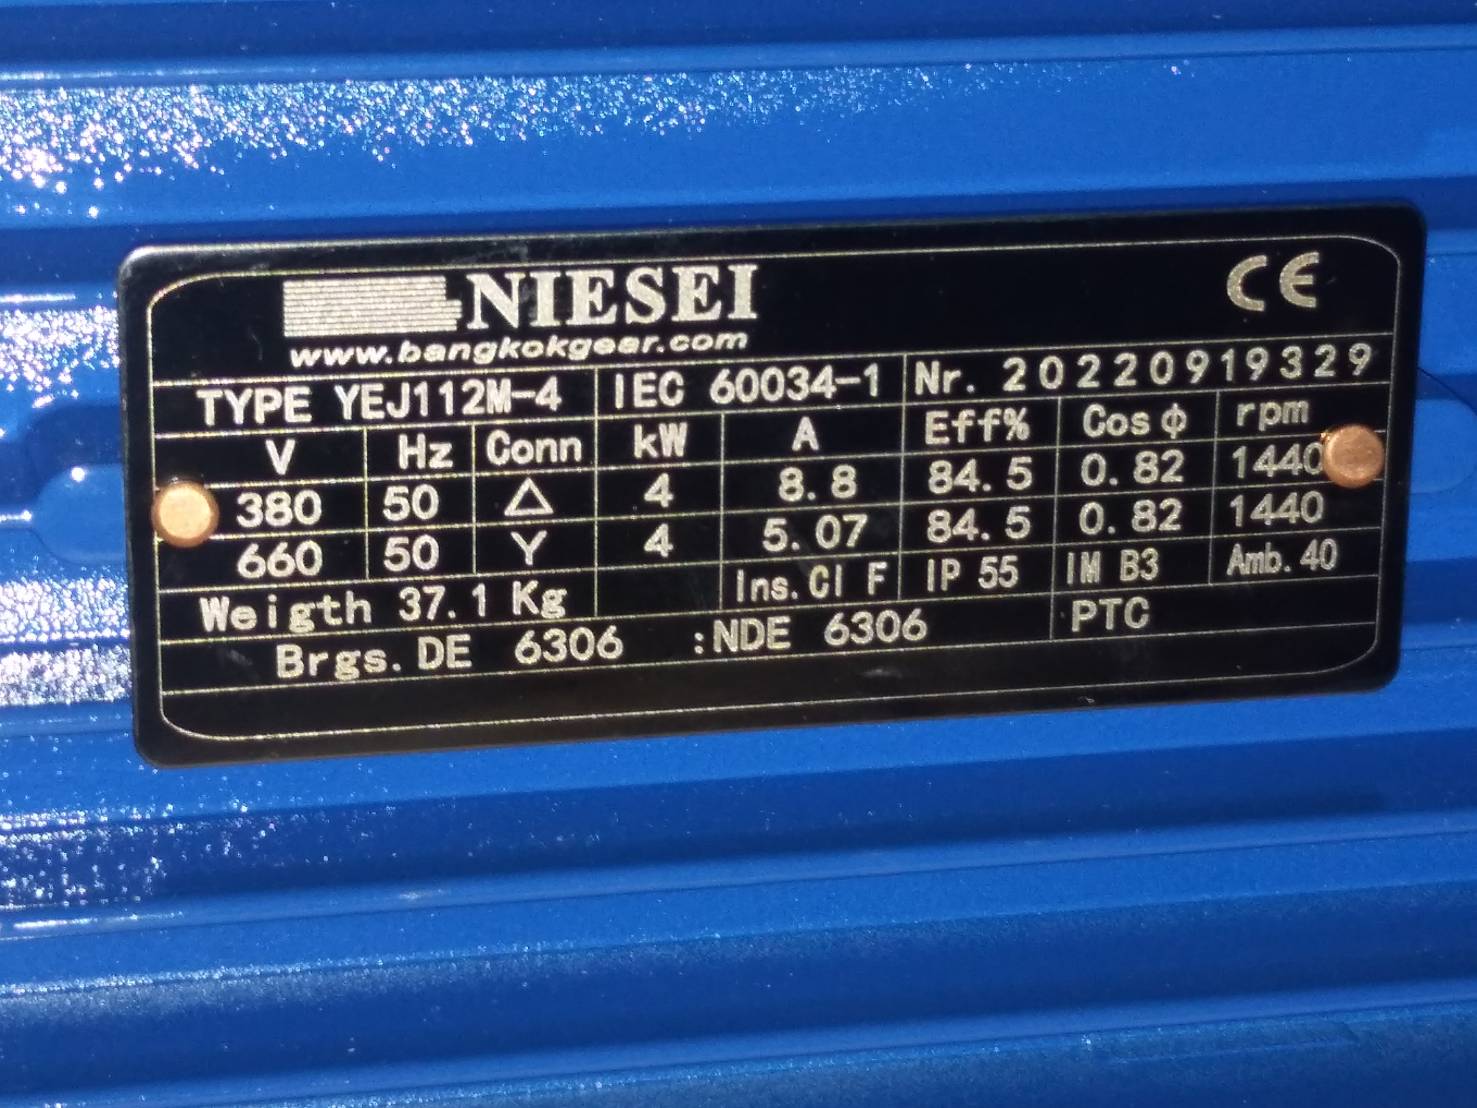 NIESEI
CE
www.bangkokgear.com
TYPE YEJ112M-4 IEC 60034-1 Nr. 20220919329
V Hz Conn kW A Eff% Cosϕ rpm
380 50 △ 4 8.8 84.5 0.82 1440
660 50 Y 4 5.07 84.5 0.82 1440
Weigth 37.1 Kg Ins.Cl F IP 55 IM B3 Amb.40
Brgs.DE 6306 :NDE 6306 PTC